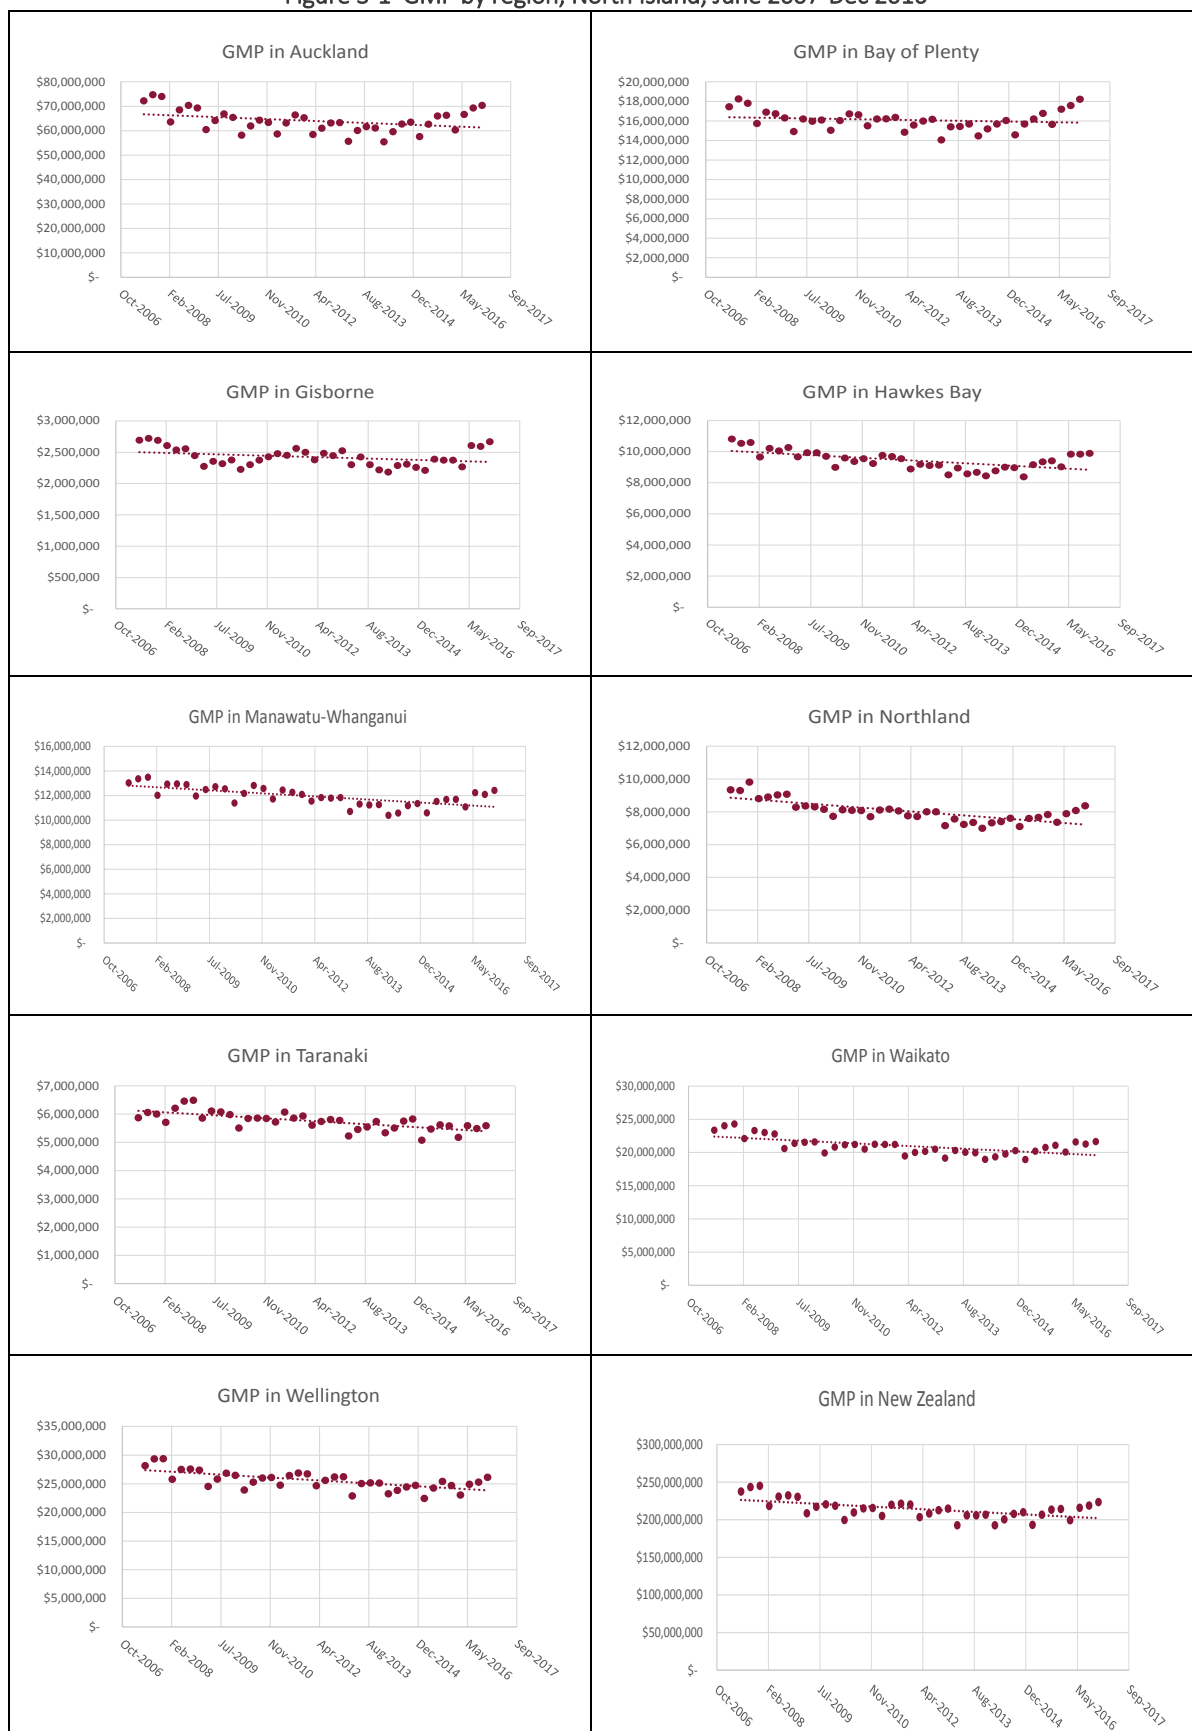 Figure 3-1 GMP by region, North Island, June 2007-Dec 2016
GMP in Auckland
$80,000,000
$70,000,000
$60,000,000
$50,000,000
$40,000,000
$30,000,000
$20,000,000
$10,000,000
$-
Oct-2006
Feb-2008
Jul-2009
Nov-2010
Apr-2012
Aug-2013
Dec-2014
May-2016
Sep-2017
GMP in Bay of Plenty
$20,000,000
$18,000,000
$16,000,000
$14,000,000
$12,000,000
$10,000,000
$8,000,000
$6,000,000
$4,000,000
$2,000,000
$-
Oct-2006
Feb-2008
Jul-2009
Nov-2010
Apr-2012
Aug-2013
Dec-2014
May-2016
Sep-2017
GMP in Gisborne
$3,000,000
$2,500,000
$2,000,000
$1,500,000
$1,000,000
$500,000
$-
Oct-2006
Feb-2008
Jul-2009
Nov-2010
Apr-2012
Aug-2013
Dec-2014
May-2016
Sep-2017
GMP in Hawkes Bay
$12,000,000
$10,000,000
$8,000,000
$6,000,000
$4,000,000
$2,000,000
$-
Oct-2006
Feb-2008
Jul-2009
Nov-2010
Apr-2012
Aug-2013
Dec-2014
May-2016
Sep-2017
GMP in Manawatu-Whanganui
$16,000,000
$14,000,000
$12,000,000
$10,000,000
$8,000,000
$6,000,000
$4,000,000
$2,000,000
$-
Oct-2006
Feb-2008
Jul-2009
Nov-2010
Apr-2012
Aug-2013
Dec-2014
May-2016
Sep-2017
GMP in Northland
$12,000,000
$10,000,000
$8,000,000
$6,000,000
$4,000,000
$2,000,000
$-
Oct-2006
Feb-2008
Jul-2009
Nov-2010
Apr-2012
Aug-2013
Dec-2014
May-2016
Sep-2017
GMP in Taranaki
$7,000,000
$6,000,000
$5,000,000
$4,000,000
$3,000,000
$2,000,000
$1,000,000
$-
Oct-2006
Feb-2008
Jul-2009
Nov-2010
Apr-2012
Aug-2013
Dec-2014
May-2016
Sep-2017
GMP in Waikato
$30,000,000
$25,000,000
$20,000,000
$15,000,000
$10,000,000
$5,000,000
$-
Oct-2006
Feb-2008
Jul-2009
Nov-2010
Apr-2012
Aug-2013
Dec-2014
May-2016
Sep-2017
GMP in Wellington
$35,000,000
$30,000,000
$25,000,000
$20,000,000
$15,000,000
$10,000,000
$5,000,000
$-
Oct-2006
Feb-2008
Jul-2009
Nov-2010
Apr-2012
Aug-2013
Dec-2014
May-2016
Sep-2017
GMP in New Zealand
$300,000,000
$250,000,000
$200,000,000
$150,000,000
$100,000,000
$50,000,000
$-
Oct-2006
Feb-2008
Jul-2009
Nov-2010
Apr-2012
Aug-2013
Dec-2014
May-2016
Sep-2017